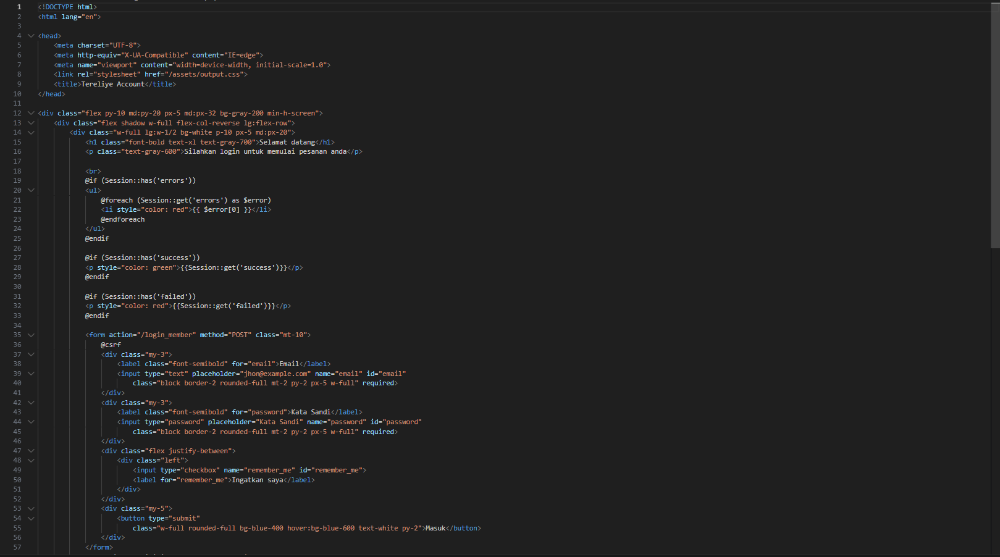 1 <!DOCTYPE html>
2 <html lang="en">
3
4 <head>
5 <meta charset="UTF-8">
6 <meta http-equiv="X-UA-Compatible" content="IE=edge">
7 <meta name="viewport" content="width=device-width, initial-scale=1.0">
8 <link rel="stylesheet" href="/assets/output.css">
9 <title>Tereliye Account</title>
10 </head>
11
12 <div class="flex py-10 md:py-20 px-5 md:px-32 bg-gray-200 min-h-screen">
13 <div class="flex shadow w-full flex-col-reverse lg:flex-row">
14 <div class="w-full lg:w-1/2 bg-white p-10 px-5 md:px-20">
15 <h1 class="font-bold text-xl text-gray-700">Selamat datang</h1>
16 <p class="text-gray-600">Silahkan login untuk memulai pesanan anda</p>
17
18 <br>
19 @if (Session::has('errors'))
20 <ul>
21 @foreach (Session::get('errors') as $error)
22 <li style="color: red">{{ $error[0] }}</li>
23 @endforeach
24 </ul>
25 @endif
26
27 @if (Session::has('success'))
28 <p style="color: green">{{Session::get('success')}}</p>
29 @endif
30
31 @if (Session::has('failed'))
32 <p style="color: red">{{Session::get('failed')}}</p>
33 @endif
34
35 <form action="/login_member" method="POST" class="mt-10">
36 @csrf
37 <div class="my-3">
38 <label class="font-semibold" for="email">Email</label>
39 <input type="text" placeholder="jhon@example.com" name="email" id="email"
40 class="block border-2 rounded-full mt-2 py-2 px-5 w-full" required>
41 </div>
42 <div class="my-3">
43 <label class="font-semibold" for="password">Kata Sandi</label>
44 <input type="password" placeholder="Kata Sandi" name="password" id="password"
45 class="block border-2 rounded-full mt-2 py-2 px-5 w-full" required>
46 </div>
47 <div class="flex justify-between">
48 <div class="left">
49 <input type="checkbox" name="remember_me" id="remember_me">
50 <label for="remember_me">Ingatkan saya</label>
51 </div>
52 </div>
53 <div class="my-5">
54 <button type="submit"
55 class="w-full rounded-full bg-blue-400 hover:bg-blue-600 text-white py-2">Masuk</button>
56 </div>
57 </form>